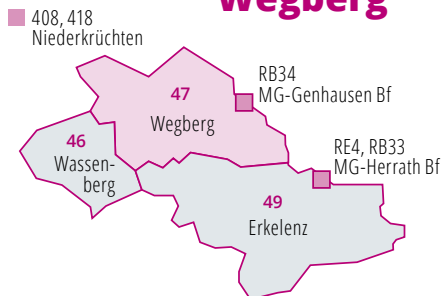 Wegberg
408, 418
Niederkrüchten
RB34
MG-Genhausen Bf
47
Wegberg
46
Wassen-
berg
RE4, RB33
MG-Herrath Bf
49
Erkelenz